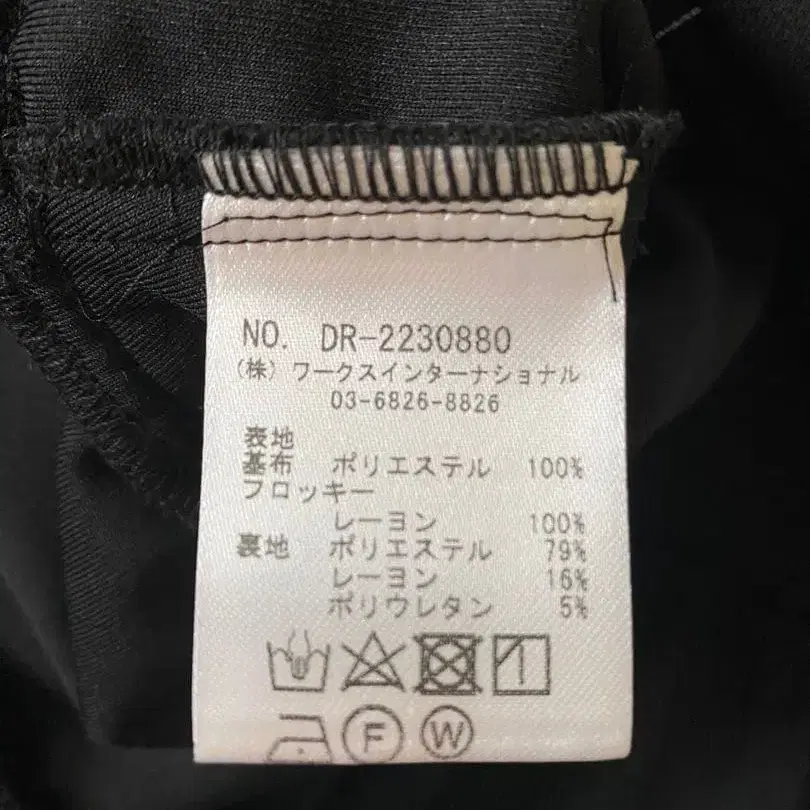 NO. DR-2230880
(株) ワークスインターナショナル
03-6826-8826
表地
基布 ポリエステル 100%
フロッキー
レーヨン 100%
裏地 ポリエステル 79%
レーヨン 16%
ポリウレタン 5%
F W